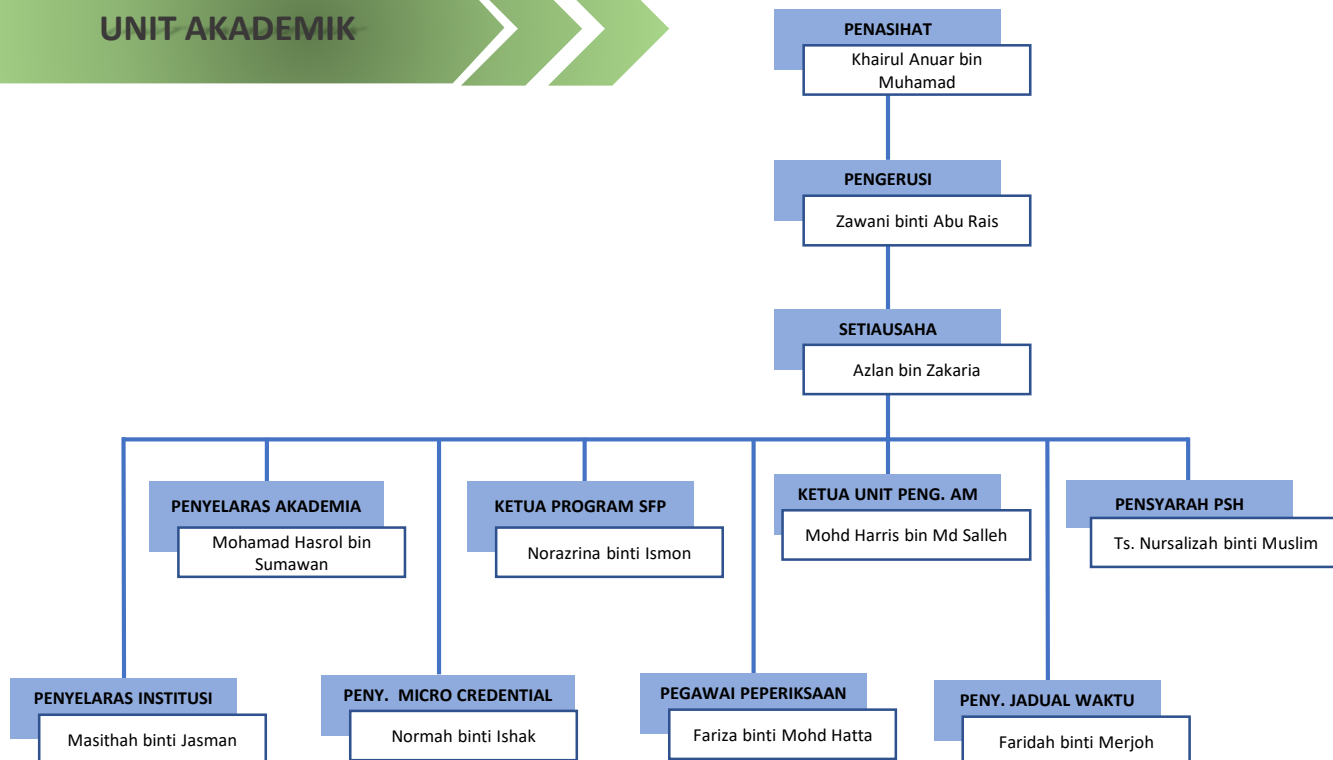 UNIT AKADEMIK
PENASIHAT
Khairul Anuar bin
Muhamad
PENGERUSI
Zawani binti Abu Rais
SETIAUSAHA
Azlan bin Zakaria
PENYELARAS AKADEMIA
Mohamad Hasrol bin
Sumawan
KETUA PROGRAM SFP
Norazrina binti Ismon
KETUA UNIT PENG. AM
Mohd Harris bin Md Salleh
PENSYARAH PSH
Ts. Nursalizah binti Muslim
PENYELARAS INSTITUSI
Masithah binti Jasman
PENY. MICRO CREDENTIAL
Normah binti Ishak
PEGAWAI PEPERIKSAAN
Fariza binti Mohd Hatta
PENY. JADUAL WAKTU
Faridah binti Merjoh